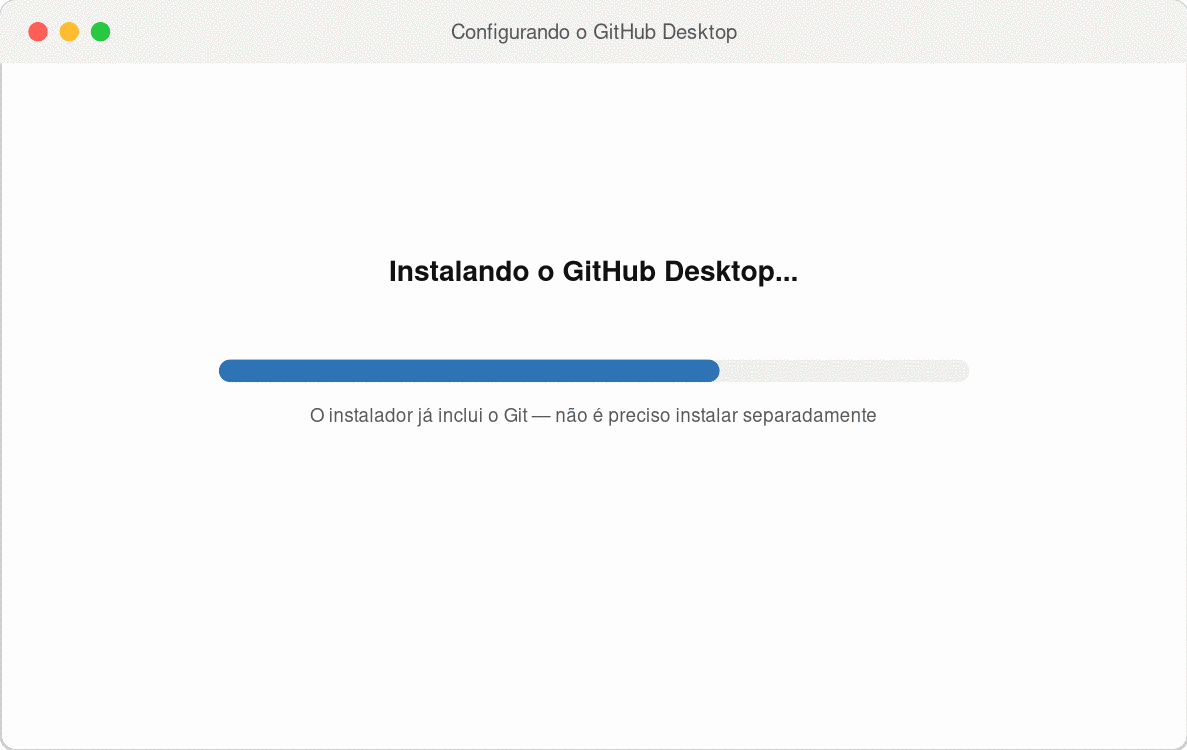 Configurando o GitHub Desktop
Instalando o GitHub Desktop...
O instalador já inclui o Git — não é preciso instalar separadamente